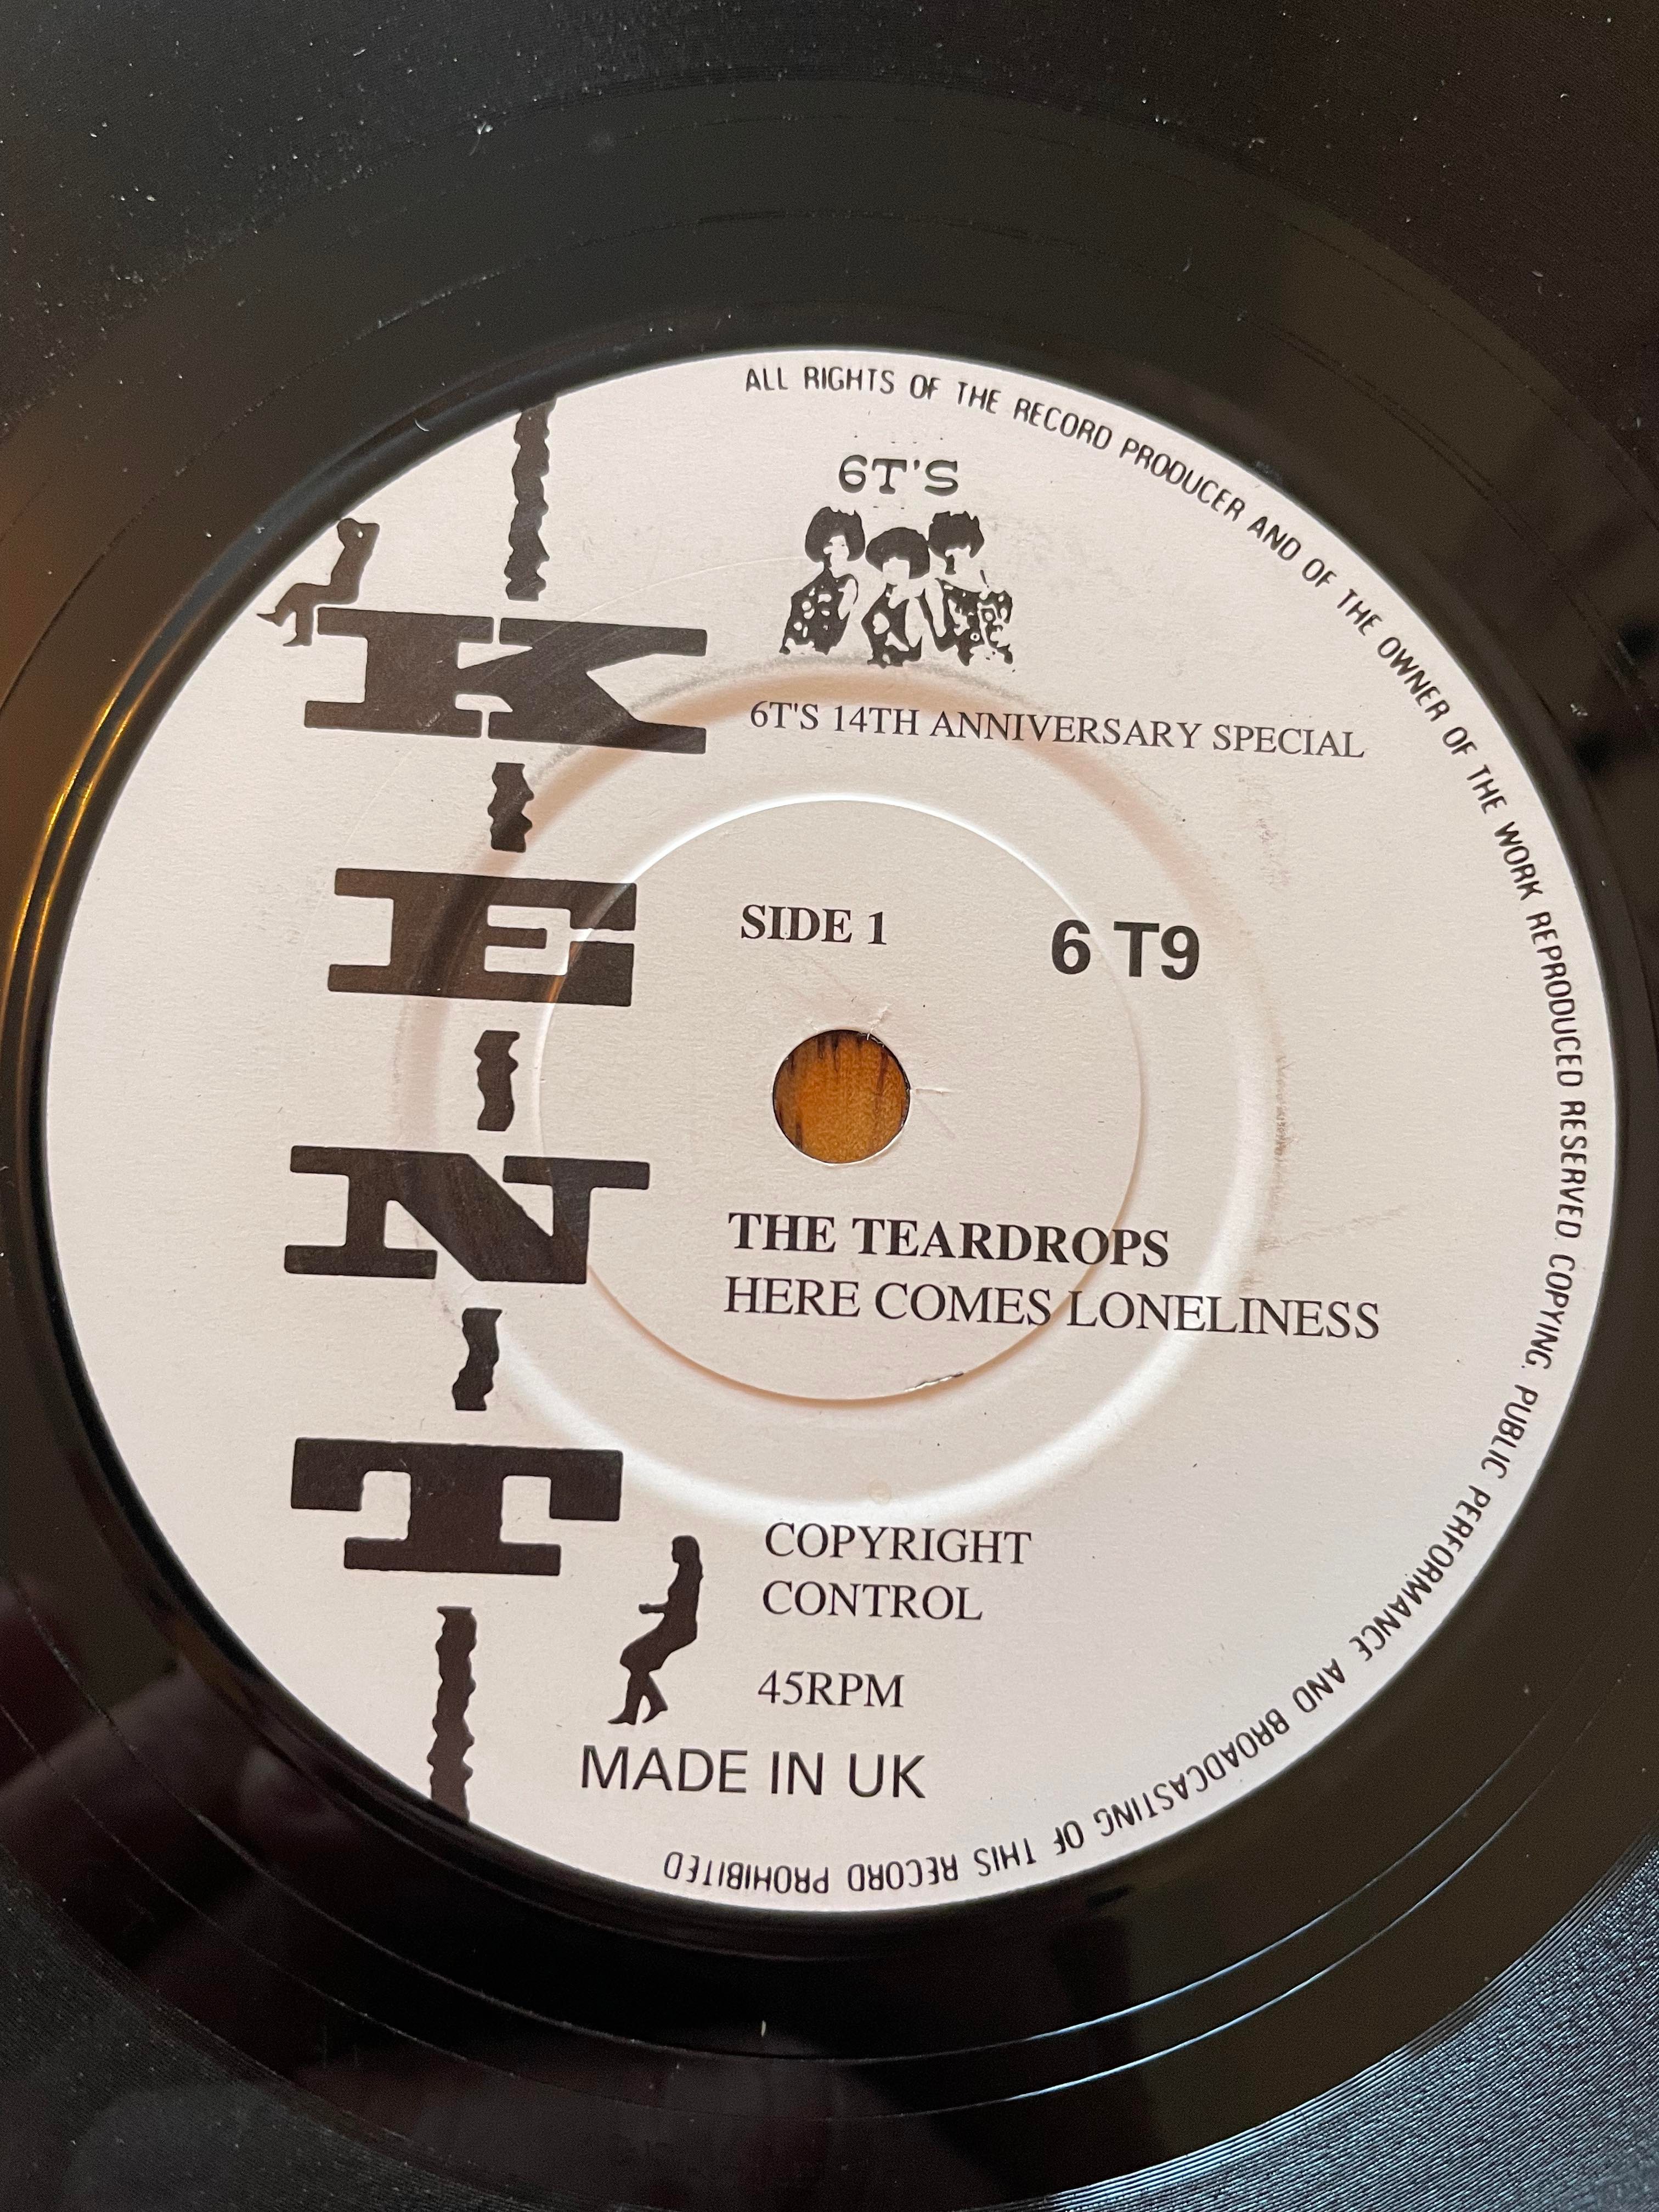 ALL RIGHTS OF THE RECORD PRODUCER AND OF THE OWNER OF THE WORK REPRODUCED RESERVED COPYING. PUBLIC PERFORMANCE AND BROADCASTING OF THIS RECORD PROHIBITED
6T'S
KENT
6T'S 14TH ANNIVERSARY SPECIAL
SIDE 1 6 T9
THE TEARDROPS
HERE COMES LONELINESS
COPYRIGHT
CONTROL
45RPM
MADE IN UK